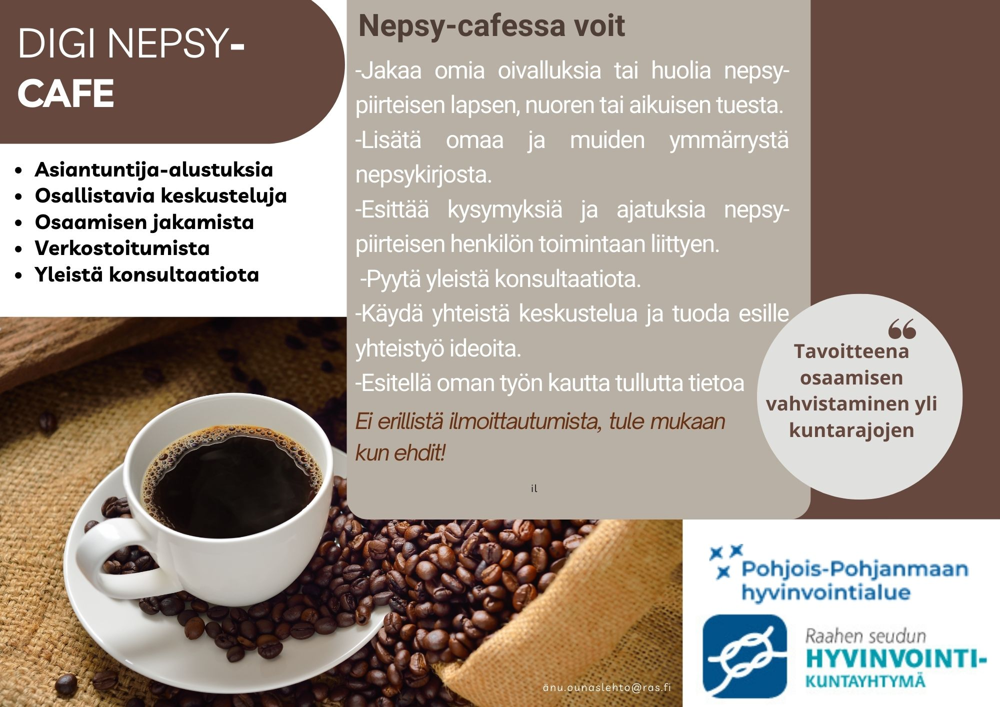 DIGI NEPSY-
CAFE
• Asiantuntija-alustuksia
• Osallistavia keskusteluja
• Osaamisen jakamista
• Verkostoitumista
• Yleistä konsultaatiota
Nepsy-cafessa voit
-Jakaa omia oivalluksia tai huolia nepsy-
piirteisen lapsen, nuoren tai aikuisen tuesta.
-Lisätä omaa ja muiden ymmärrystä
nepsykirjosta.
-Esittää kysymyksiä ja ajatuksia nepsy-
piirteisen henkilön toimintaan liittyen.
-Pyytä yleistä konsultaatiota.
-Käydä yhteistä keskustelua ja tuoda esille
yhteistyö ideoita.
-Esitellä oman työn kautta tullutta tietoa
Ei erillistä ilmoittautumista, tule mukaan
kun ehdit!
il
“
Tavoitteena
osaamisen
vahvistaminen yli
kuntarajojen
änu.ounaslehto@ras.fi
Pohjois-Pohjanmaan
hyvinvointialue
Raahen seudun
HYVINVOINTI-
KUNTAYHTYMÄ